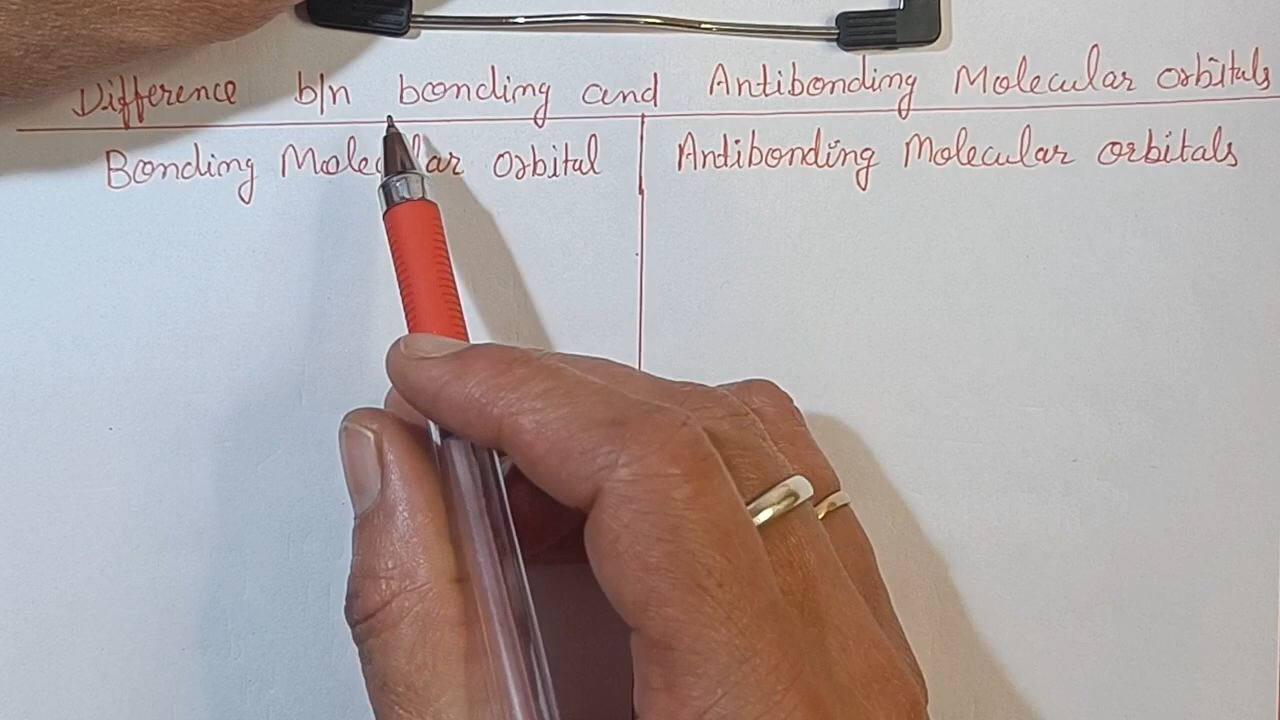 Difference b/n bonding and Antibonding Molecular orbitals
Bonding Molecular Orbital
Antibonding Molecular orbitals